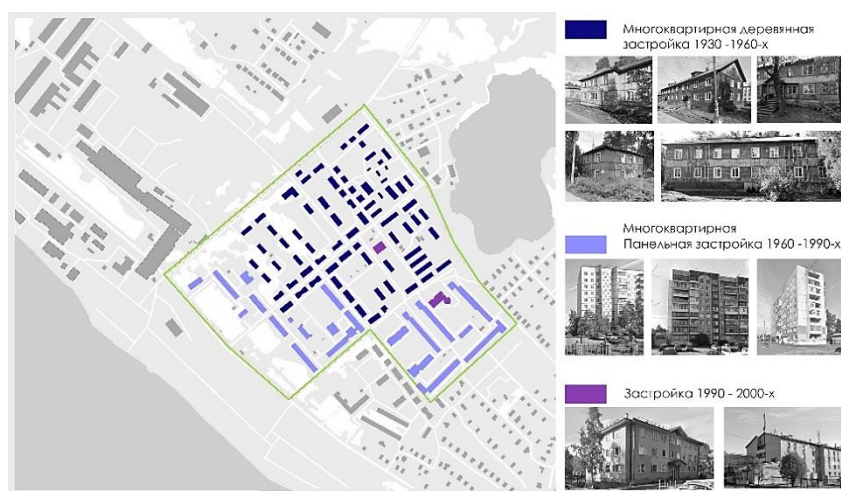 Многоквартирная деревянная
застройка 1930 -1960-х
Многоквартирная
Панельная застройка 1960 -1990-х
Застройка 1990 - 2000-х